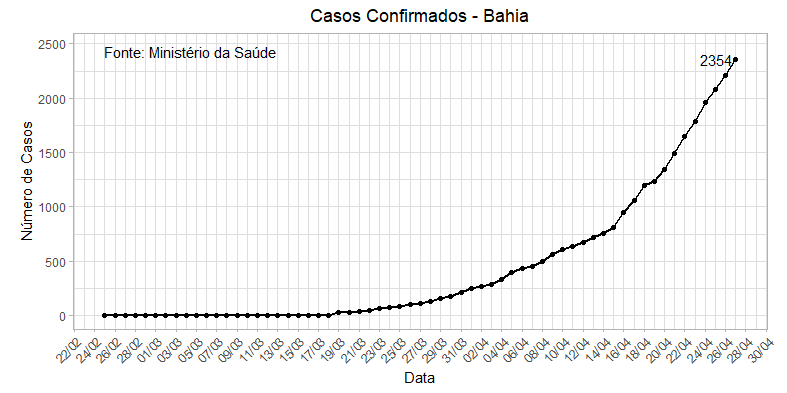 Casos Confirmados - Bahia
Fonte: Ministério da Saúde
2354
Número de Casos
2500
2000
1500
1000
500
0
22/02 24/02 26/02 28/02 01/03 03/03 05/03 07/03 09/03 11/03 13/03 15/03 17/03 19/03 21/03 23/03 25/03 27/03 29/03 31/03 02/04 04/04 06/04 08/04 10/04 12/04 14/04 16/04 18/04 20/04 22/04 24/04 26/04 28/04 30/04
Data